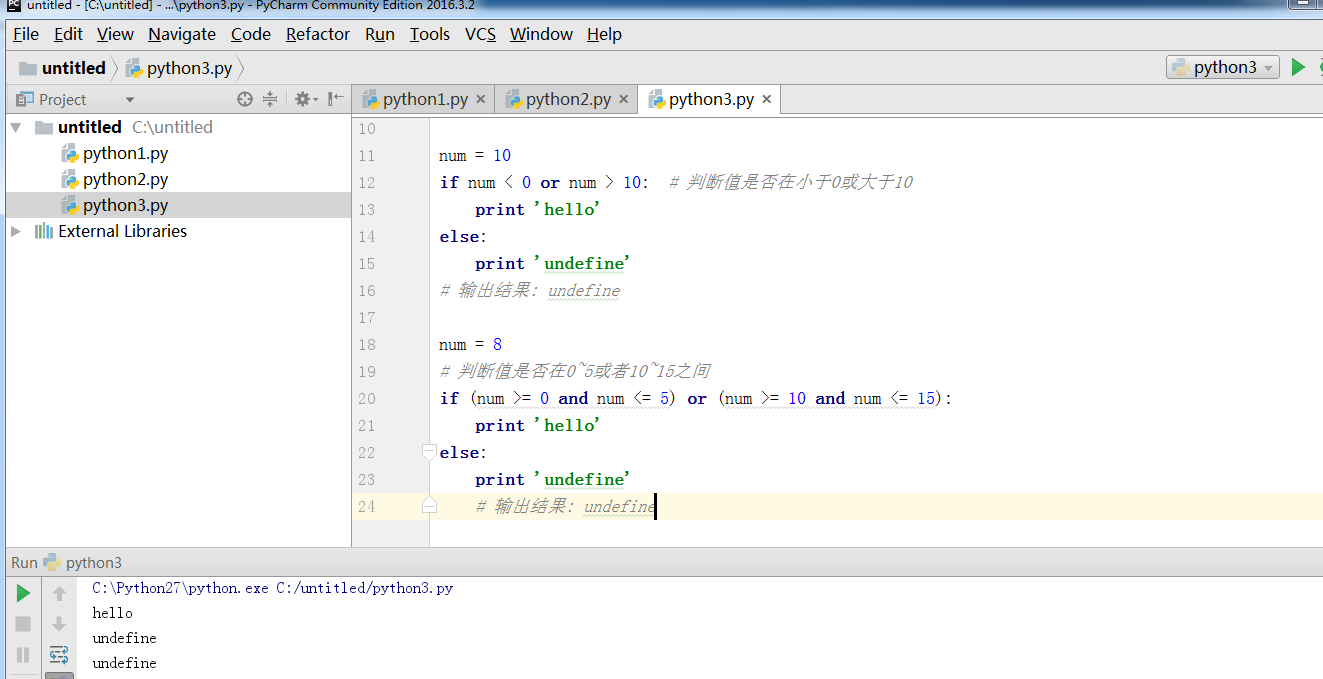 untitled - [C:\untitled] - ...\python3.py - PyCharm Community Edition 2016.3.2
File Edit View Navigate Code Refactor Run Tools VCS Window Help
untitled python3.py python3
Project python1.py python2.py python3.py
untitled C:\untitled
python1.py
python2.py
python3.py
External Libraries
10
11 num = 10
12 if num < 0 or num > 10: # 判断值是否在小于0或大于10
13 print 'hello'
14 else:
15 print 'undefine'
16 # 输出结果: undefine
17
18 num = 8
19 # 判断值是否在0~5或者10~15之间
20 if (num >= 0 and num <= 5) or (num >= 10 and num <= 15):
21 print 'hello'
22 else:
23 print 'undefine'
24 # 输出结果: undefine
Run python3
C:\Python27\python.exe C:/untitled/python3.py
hello
undefine
undefine